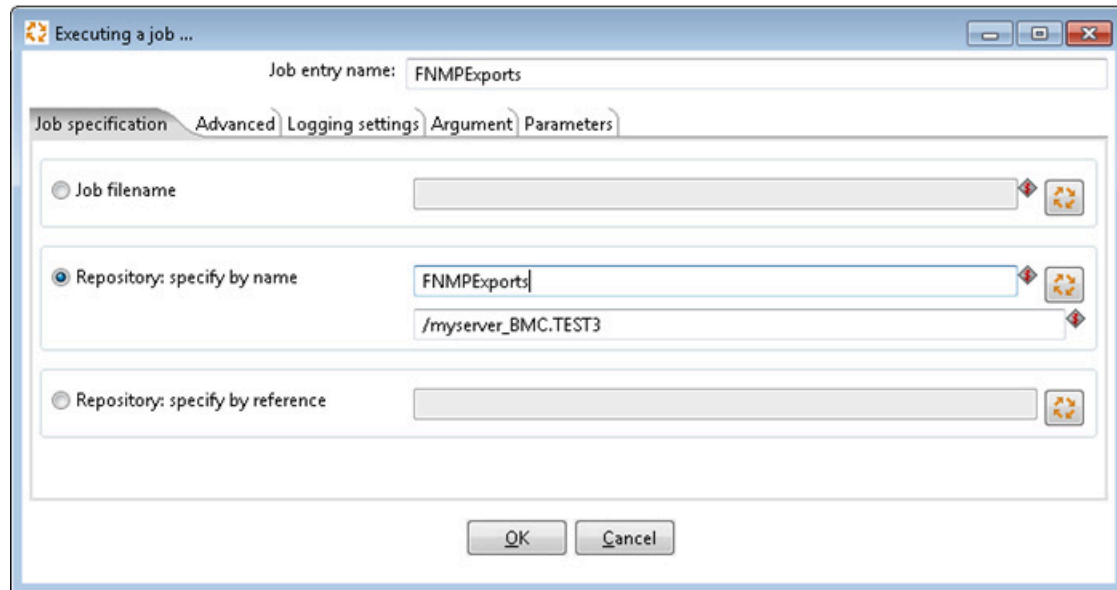 Executing a job ...
Job entry name: FNMPExports
Job specification Advanced Logging settings Argument Parameters
Job filename
Repository: specify by name FNMPExports
/myserver_BMC.TEST3
Repository: specify by reference
OK Cancel